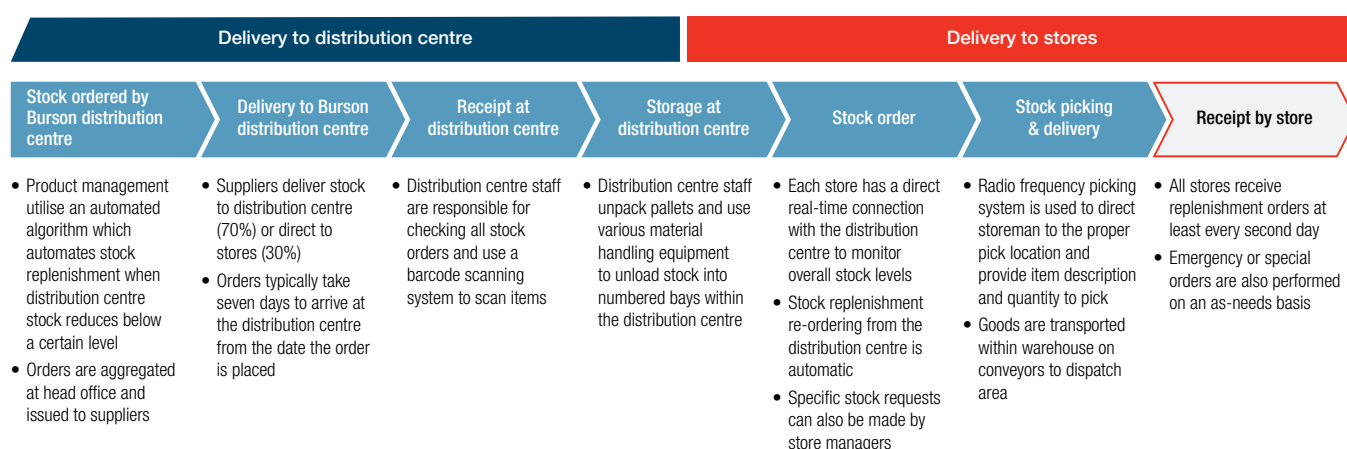 Delivery to distribution centre
Delivery to stores
Stock ordered by
Burson distribution
centre
Delivery to Burson
distribution centre
Receipt at
distribution centre
Storage at
distribution centre
Stock order
Stock picking
& delivery
Receipt by store
• Product management
utilise an automated
algorithm which
automates stock
replenishment when
distribution centre
stock reduces below
a certain level
• Orders are aggregated
at head office and
issued to suppliers
• Suppliers deliver stock
to distribution centre
(70%) or direct to
stores (30%)
• Orders typically take
seven days to arrive at
the distribution centre
from the date the order
is placed
• Distribution centre staff
are responsible for
checking all stock
orders and use a
barcode scanning
system to scan items
• Distribution centre staff
unpack pallets and use
various material
handling equipment
to unload stock into
numbered bays within
the distribution centre
• Each store has a direct
real-time connection
with the distribution
centre to monitor
overall stock levels
• Stock replenishment
re-ordering from the
distribution centre is
automatic
• Specific stock requests
can also be made by
store managers
• Radio frequency picking
system is used to direct
storeman to the proper
pick location and
provide item description
and quantity to pick
• Goods are transported
within warehouse on
conveyors to dispatch
area
• All stores receive
replenishment orders at
least every second day
• Emergency or special
orders are also performed
on an as-needs basis